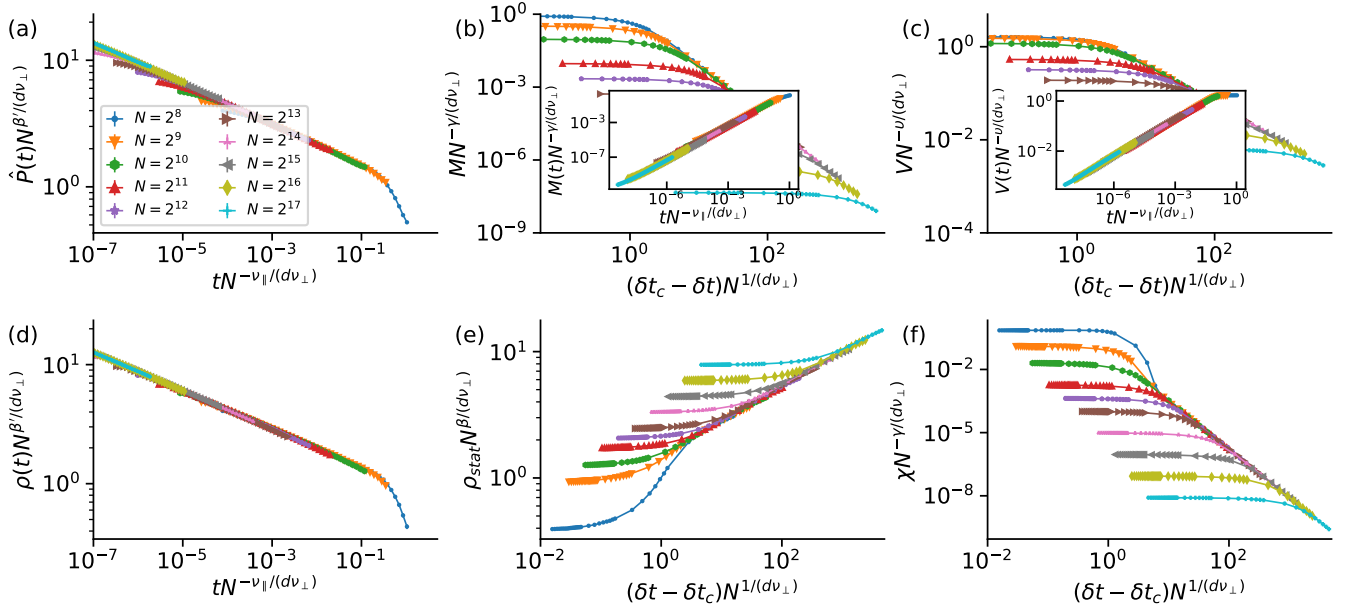 (a)
P̂(t)N^{β′/(dν⊥)}
10^1
10^0
N = 2^8
N = 2^9
N = 2^{10}
N = 2^{11}
N = 2^{12}
N = 2^{13}
N = 2^{14}
N = 2^{15}
N = 2^{16}
N = 2^{17}
10^{−7} 10^{−5} 10^{−3} 10^{−1}
tN^{−ν∥/(dν⊥)}
(b)
MN^{−γ/(dν⊥)}
10^0
10^{−3}
10^{−6}
10^{−9}
M(t)N^{−γ/(dν⊥)}
10^{−3}
10^{−7}
10^{−6} 10^{−3} 10^0
tN^{−ν∥/(dν⊥)}
10^0 10^2
(δt_c − δt)N^{1/(dν⊥)}
(c)
VN^{−υ/(dν⊥)}
10^0
10^{−2}
10^{−4}
V(t)N^{−υ/(dν⊥)}
10^0
10^{−2}
10^{−6} 10^{−3} 10^0
tN^{−ν∥/(dν⊥)}
10^0 10^2
(δt_c − δt)N^{1/(dν⊥)}
(d)
ρ(t)N^{β′/(dν⊥)}
10^1
10^0
10^{−7} 10^{−5} 10^{−3} 10^{−1}
tN^{−ν∥/(dν⊥)}
(e)
ρ_{stat}N^{β/(dν⊥)}
10^1
10^0
10^{−2} 10^0 10^2
(δt − δt_c)N^{1/(dν⊥)}
(f)
χN^{−γ/(dν⊥)}
10^{−2}
10^{−5}
10^{−8}
10^{−2} 10^0 10^2
(δt − δt_c)N^{1/(dν⊥)}